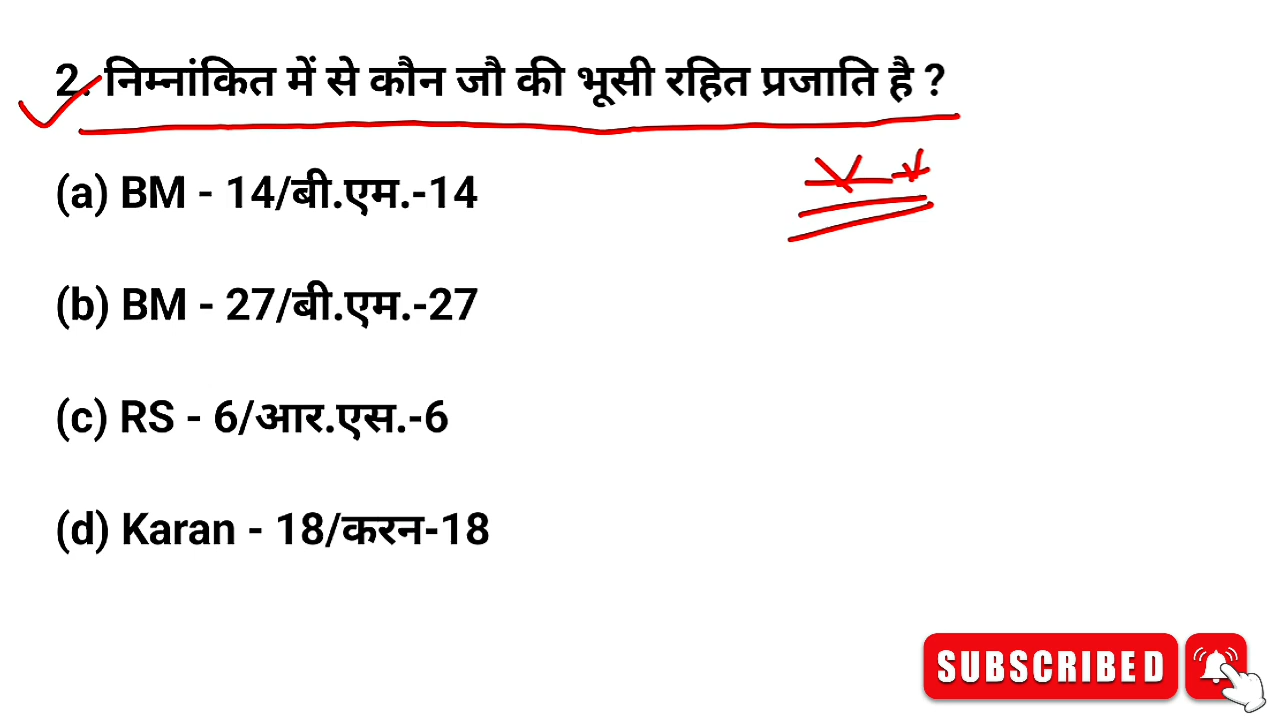 2. निम्नांकित में से कौन जौ की भूसी रहित प्रजाति है ?
(a) BM - 14/बी.एम.-14
(b) BM - 27/बी.एम.-27
(c) RS - 6/आर.एस.-6
(d) Karan - 18/करन-18
SUBSCRIBED